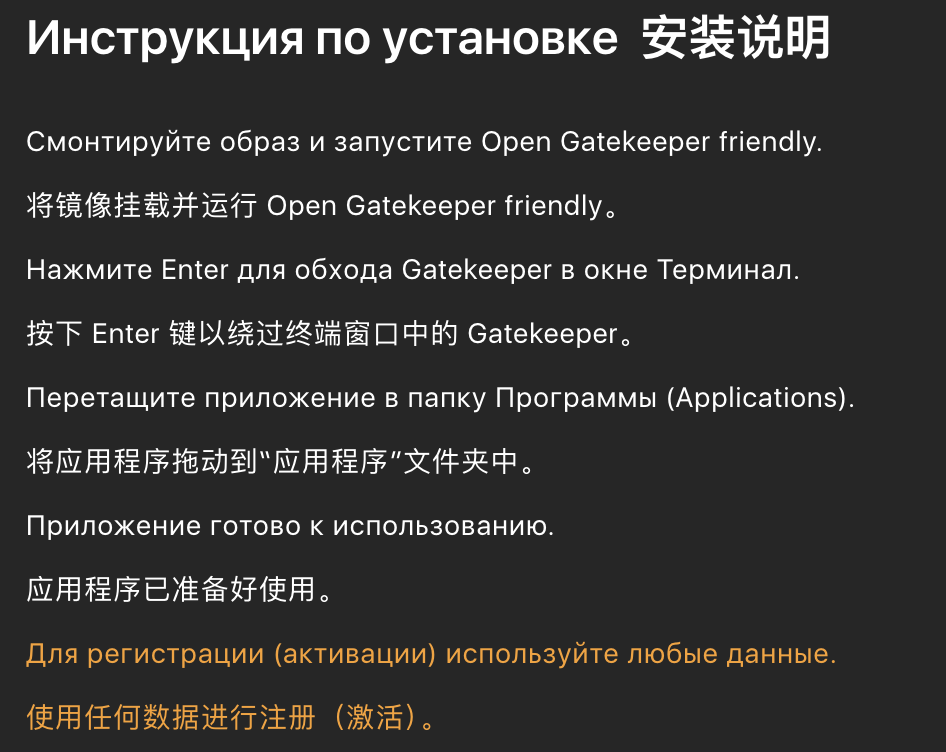 Инструкция по установке 安装说明
Смонтируйте образ и запустите Open Gatekeeper friendly.
将镜像挂载并运行 Open Gatekeeper friendly。
Нажмите Enter для обхода Gatekeeper в окне Терминал.
按下 Enter 键以绕过终端窗口中的 Gatekeeper。
Перетащите приложение в папку Программы (Applications).
将应用程序拖动到“应用程序”文件夹中。
Приложение готово к использованию.
应用程序已准备好使用。
Для регистрации (активации) используйте любые данные.
使用任何数据进行注册（激活）。